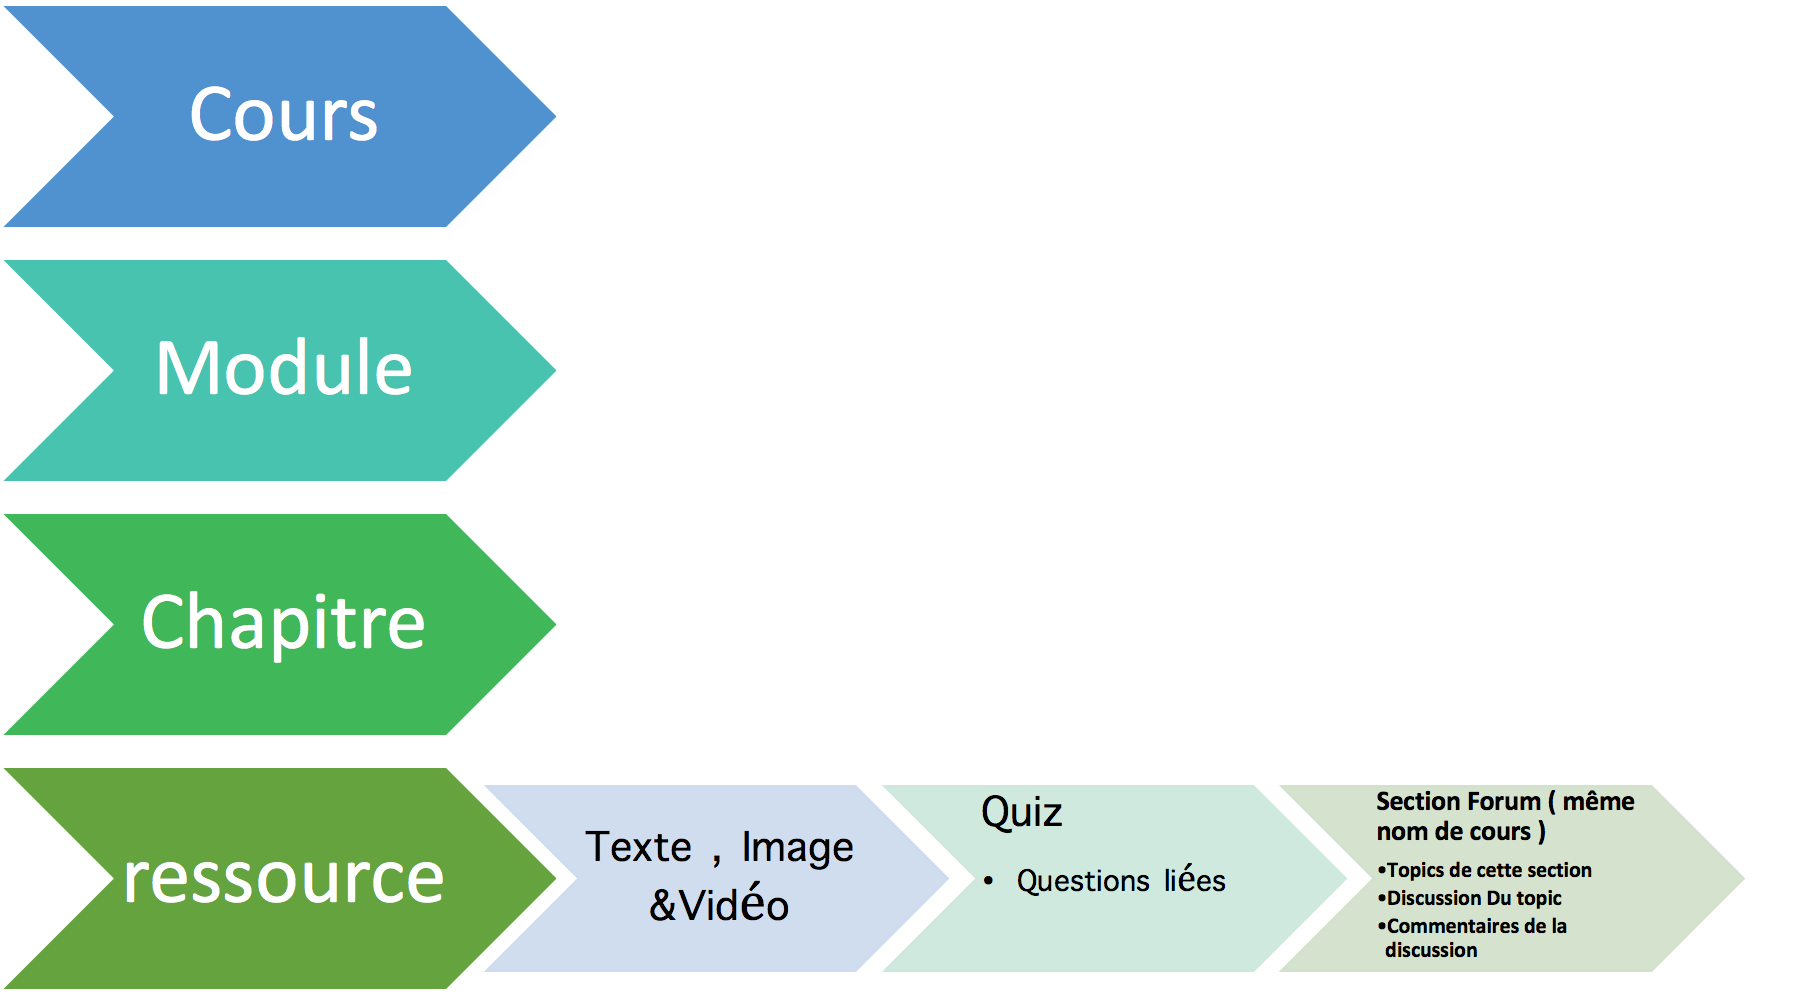 Cours
Module
Chapitre
ressource
Texte , Image
&Vidéo
Quiz
• Questions liées
Section Forum ( même
nom de cours )
•Topics de cette section
•Discussion Du topic
•Commentaires de la
discussion